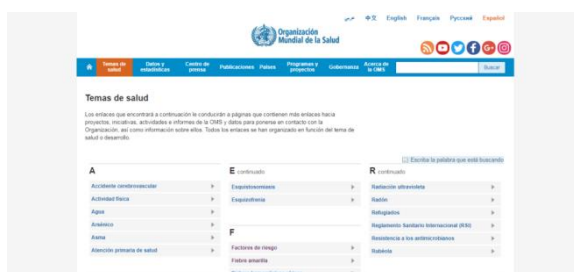 عربي 中文 English Français Русский Español
Organización
Mundial de la Salud
Temas de salud Datos y estadísticas Centro de prensa Publicaciones Países Programas y proyectos Gobernanza Acerca de la OMS Buscar
Temas de salud
Los enlaces que encontrará a continuación le conducirán a páginas que contienen más enlaces hacia
proyectos, iniciativas, actividades e informes de la OMS y datos para ponerse en contacto con la
Organización, así como información sobre ellos. Todos los enlaces se han organizado en función del tema de
salud o desarrollo.
Escriba la palabra que está buscando
A
Accidente cerebrovascular
Actividad física
Agua
Arsénico
Asma
Atención primaria de salud
E continuado
Esquistosomiasis
Esquizofrenia
F
Factores de riesgo
Fiebre amarilla
R continuado
Radiación ultravioleta
Radón
Refugiados
Reglamento Sanitario Internacional (RSI)
Resistencia a los antimicrobianos
Rubéola